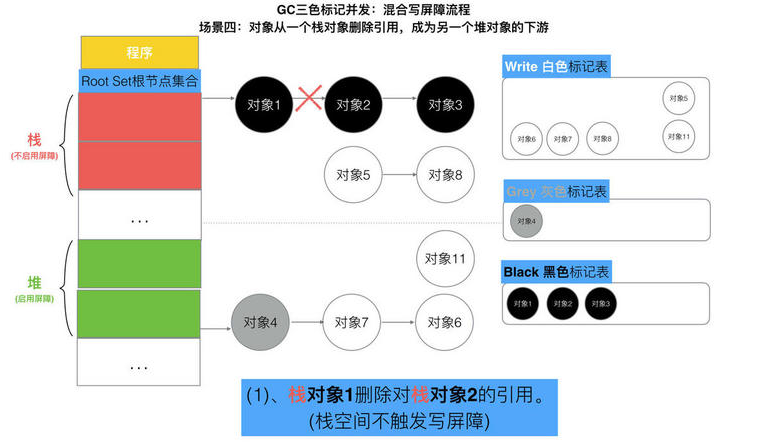 GC三色标记并发：混合写屏障流程
场景四：对象从一个栈对象删除引用，成为另一个堆对象的下游
程序
Root Set根节点集合
栈
(不启用屏障)
...
堆
(启用屏障)
...
对象1
对象2
对象3
对象5
对象8
对象11
对象4
对象7
对象6
Write 白色标记表
对象5
对象6
对象7
对象8
对象11
Grey 灰色标记表
对象4
Black 黑色标记表
对象1
对象2
对象3
(1)、栈对象1删除对栈对象2的引用。
(栈空间不触发写屏障)